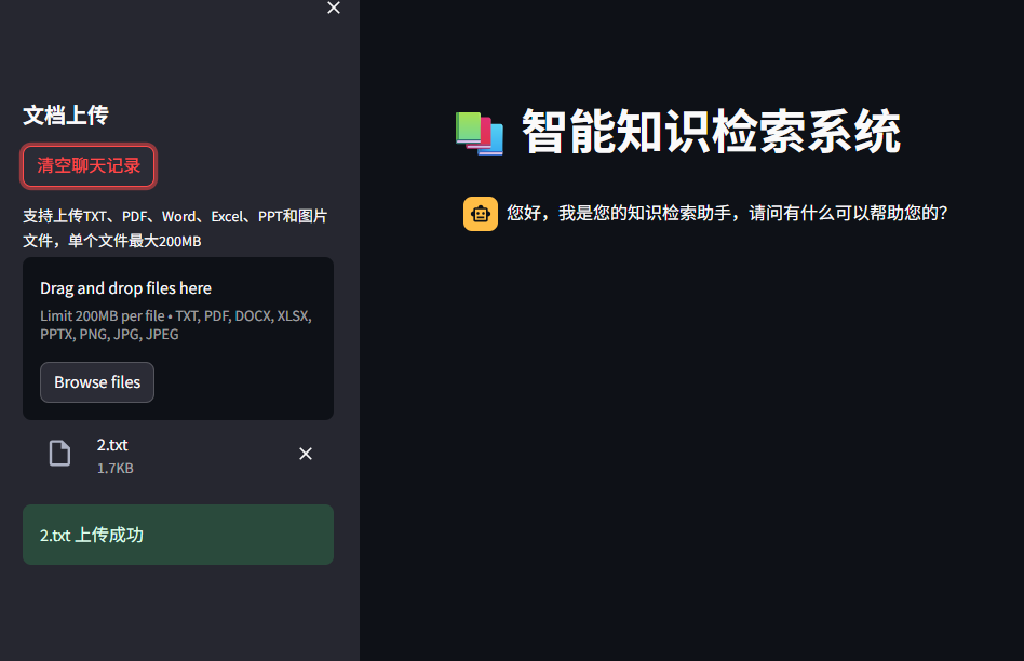 文档上传
清空聊天记录
支持上传TXT、PDF、Word、Excel、PPT和图片
文件，单个文件最大200MB
Drag and drop files here
Limit 200MB per file • TXT, PDF, DOCX, XLSX,
PPTX, PNG, JPG, JPEG
Browse files
2.txt
1.7KB
2.txt 上传成功
智能知识检索系统
您好，我是您的知识检索助手，请问有什么可以帮助您的?